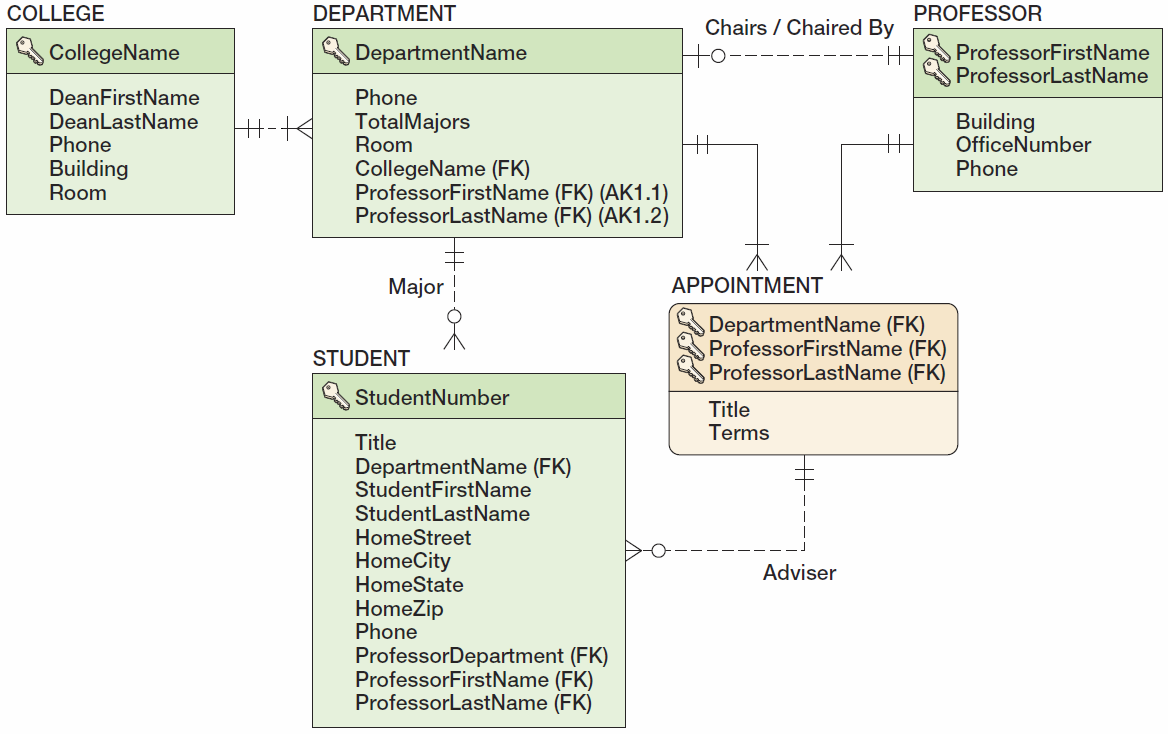 COLLEGE
CollegeName
DeanFirstName
DeanLastName
Phone
Building
Room
DEPARTMENT
DepartmentName
Phone
TotalMajors
Room
CollegeName (FK)
ProfessorFirstName (FK) (AK1.1)
ProfessorLastName (FK) (AK1.2)
Chairs / Chaired By
PROFESSOR
ProfessorFirstName
ProfessorLastName
Building
OfficeNumber
Phone
Major
APPOINTMENT
DepartmentName (FK)
ProfessorFirstName (FK)
ProfessorLastName (FK)
Title
Terms
STUDENT
StudentNumber
Title
DepartmentName (FK)
StudentFirstName
StudentLastName
HomeStreet
HomeCity
HomeState
HomeZip
Phone
ProfessorDepartment (FK)
ProfessorFirstName (FK)
ProfessorLastName (FK)
Adviser